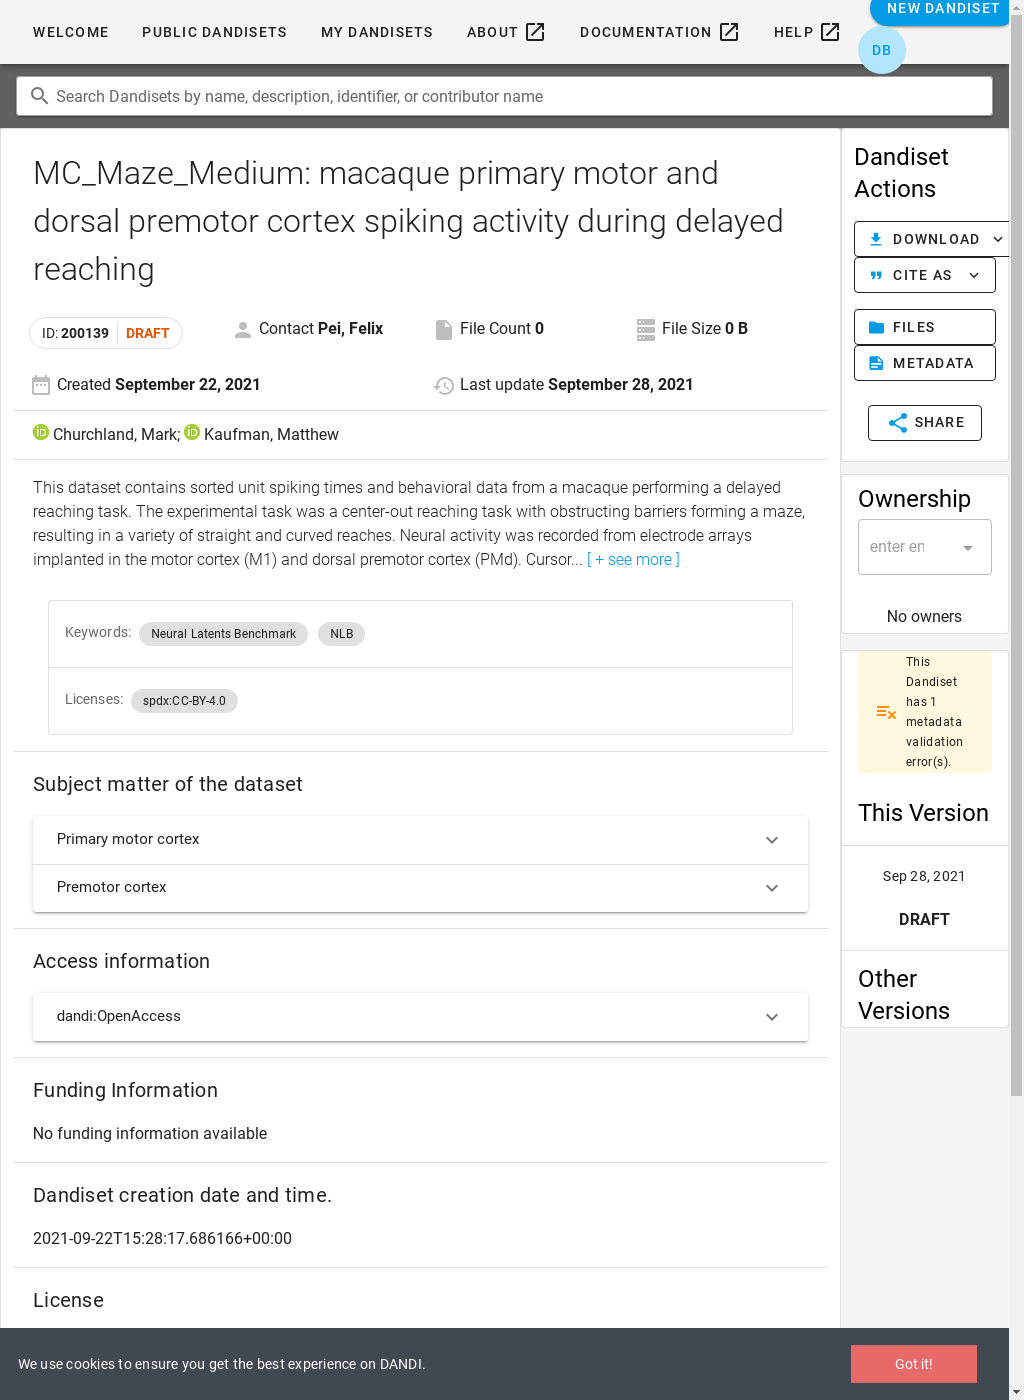 WELCOME PUBLIC DANDISETS MY DANDISETS ABOUT DOCUMENTATION HELP NEW DANDISET
DB
Search Dandisets by name, description, identifier, or contributor name
MC_Maze_Medium: macaque primary motor and
dorsal premotor cortex spiking activity during delayed
reaching
ID: 200139 DRAFT Contact Pei, Felix File Count 0 File Size 0 B
Created September 22, 2021 Last update September 28, 2021
iD Churchland, Mark; iD Kaufman, Matthew
This dataset contains sorted unit spiking times and behavioral data from a macaque performing a delayed
reaching task. The experimental task was a center-out reaching task with obstructing barriers forming a maze,
resulting in a variety of straight and curved reaches. Neural activity was recorded from electrode arrays
implanted in the motor cortex (M1) and dorsal premotor cortex (PMd). Cursor... [ + see more ]
Keywords: Neural Latents Benchmark NLB
Licenses: spdx:CC-BY-4.0
Subject matter of the dataset
Primary motor cortex
Premotor cortex
Access information
dandi:OpenAccess
Funding Information
No funding information available
Dandiset creation date and time.
2021-09-22T15:28:17.686166+00:00
License
Dandiset
Actions
DOWNLOAD
CITE AS
FILES
METADATA
SHARE
Ownership
enter en
No owners
This
Dandiset
has 1
metadata
validation
error(s).
This Version
Sep 28, 2021
DRAFT
Other
Versions
We use cookies to ensure you get the best experience on DANDI. Got it!